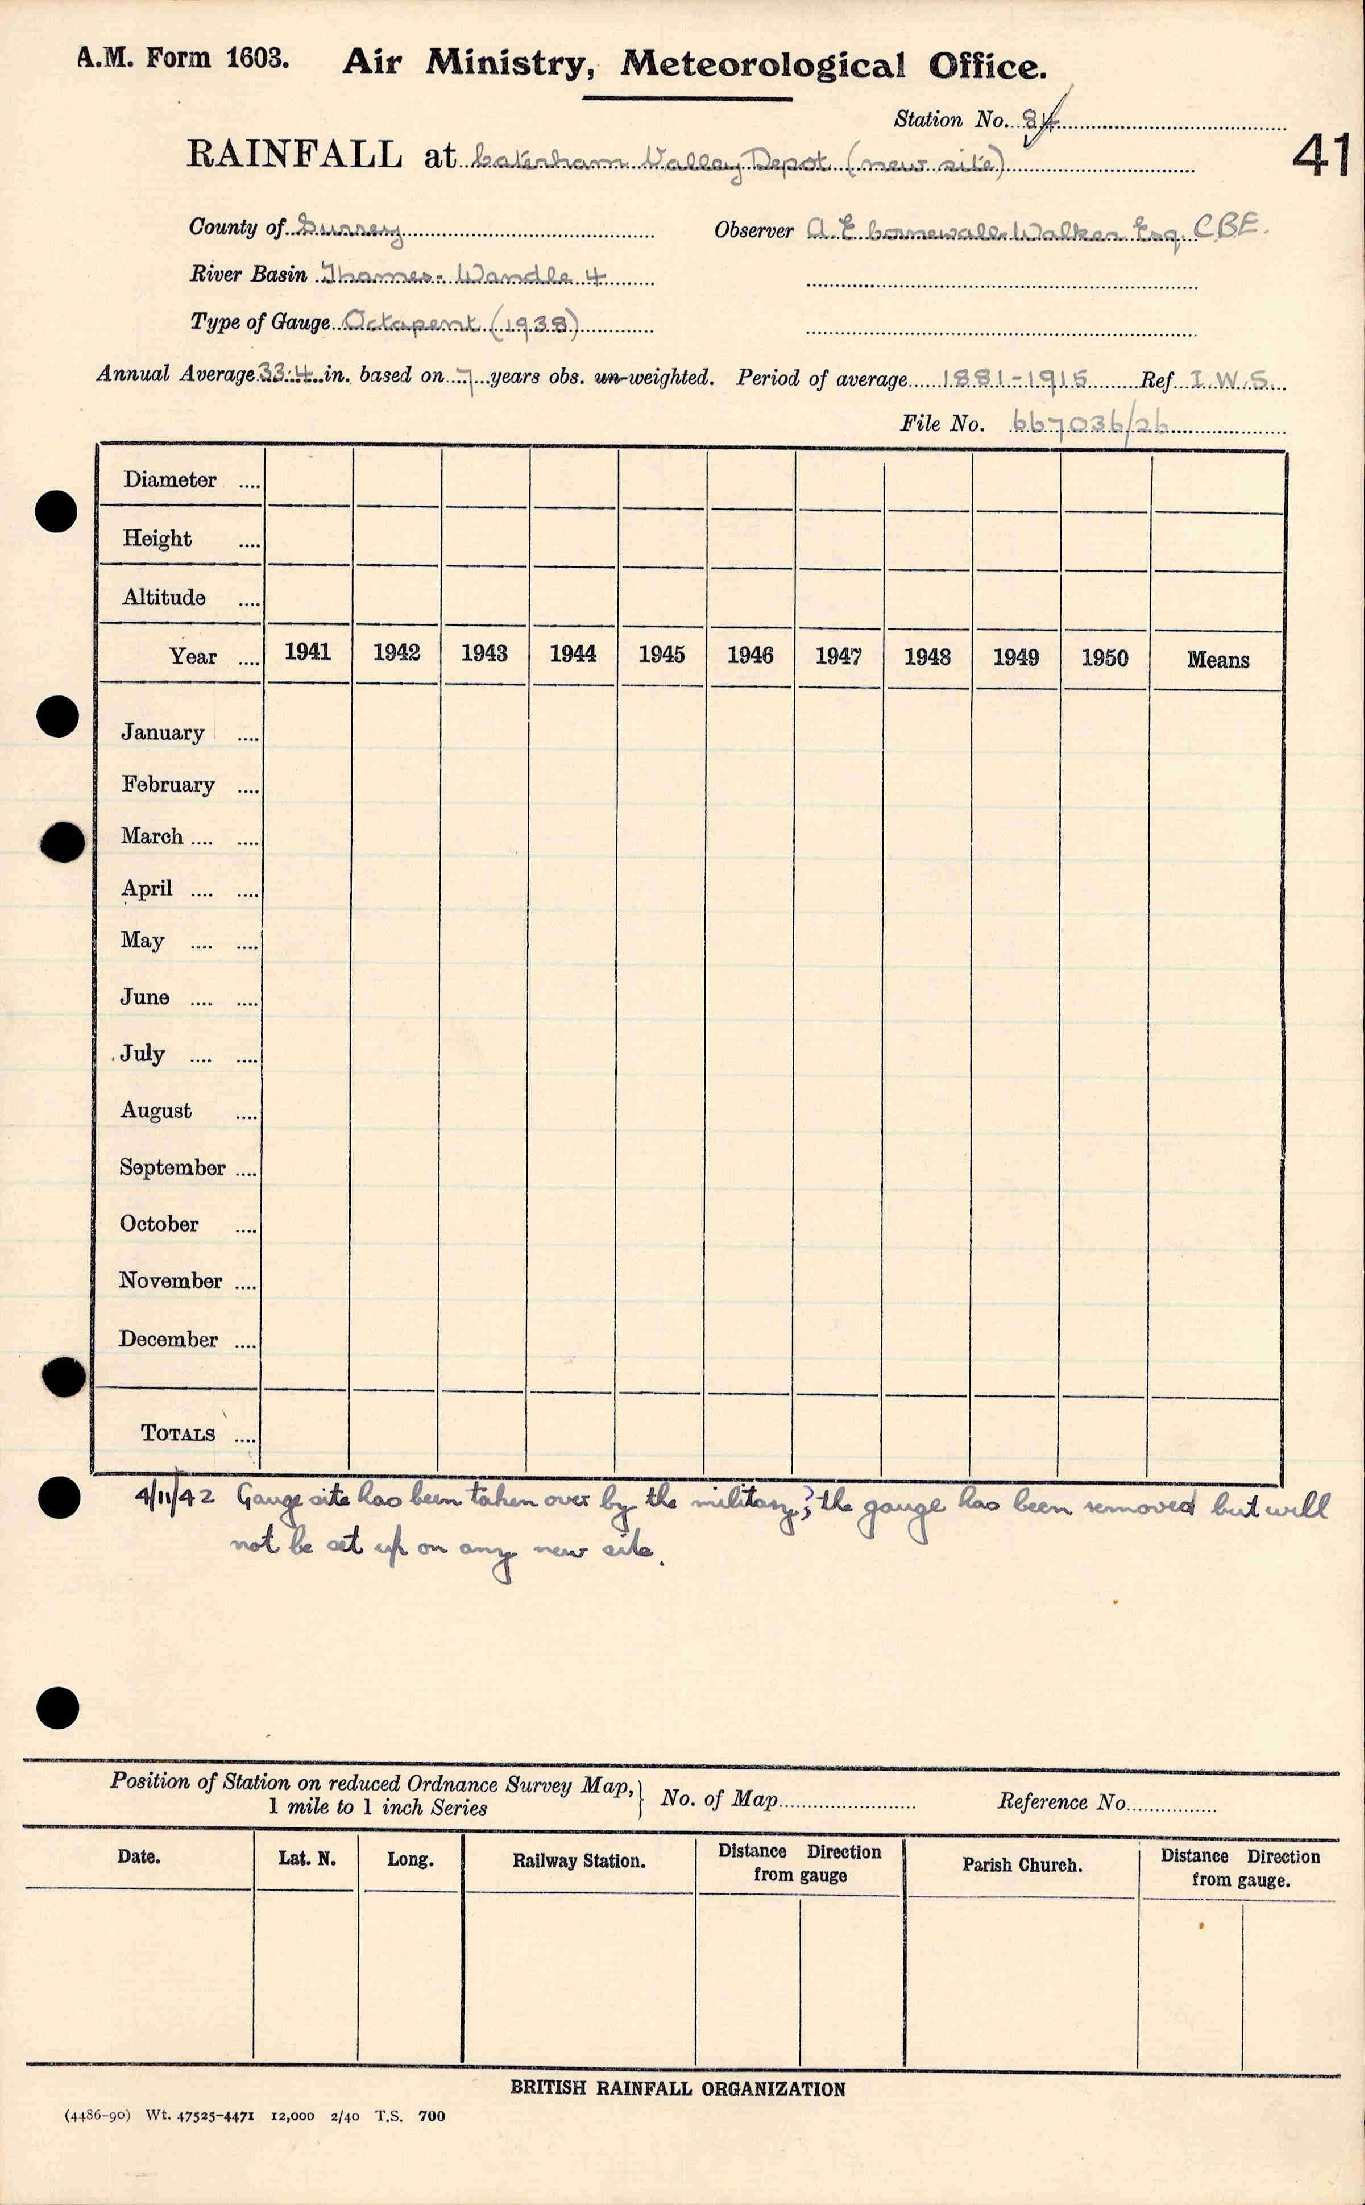 A.M. Form 1603. Air Ministry, Meteorological Office.
Station No. 84
RAINFALL at Caterham Valley Depot (new site)
41
County of Surrey Observer A. E. Cornewall-Walker Esq. C.B.E.
River Basin Thames - Wandle 4
Type of Gauge Octapent (1938)
Annual Average 33.4 in. based on 7 years obs. un-weighted. Period of average 1881-1915 Ref I.W.S.
File No. 667036/26
Diameter ....
Height ....
Altitude ....
Year .... 1941 1942 1943 1944 1945 1946 1947 1948 1949 1950 Means
January ....
February ....
March .... ....
April .... ....
May .... ....
June .... ....
July .... ....
August ....
September ....
October ....
November ....
December ....
TOTALS ....
4/11/42 Gauge site has been taken over by the military; the gauge has been removed but will
not be set up on any new site.
Position of Station on reduced Ordnance Survey Map, } No. of Map Reference No.
1 mile to 1 inch Series
Date. Lat. N. Long. Railway Station. Distance Direction from gauge Parish Church. Distance Direction from gauge.
BRITISH RAINFALL ORGANIZATION
(4486-90) Wt. 47525-4471 12,000 2/40 T.S. 700